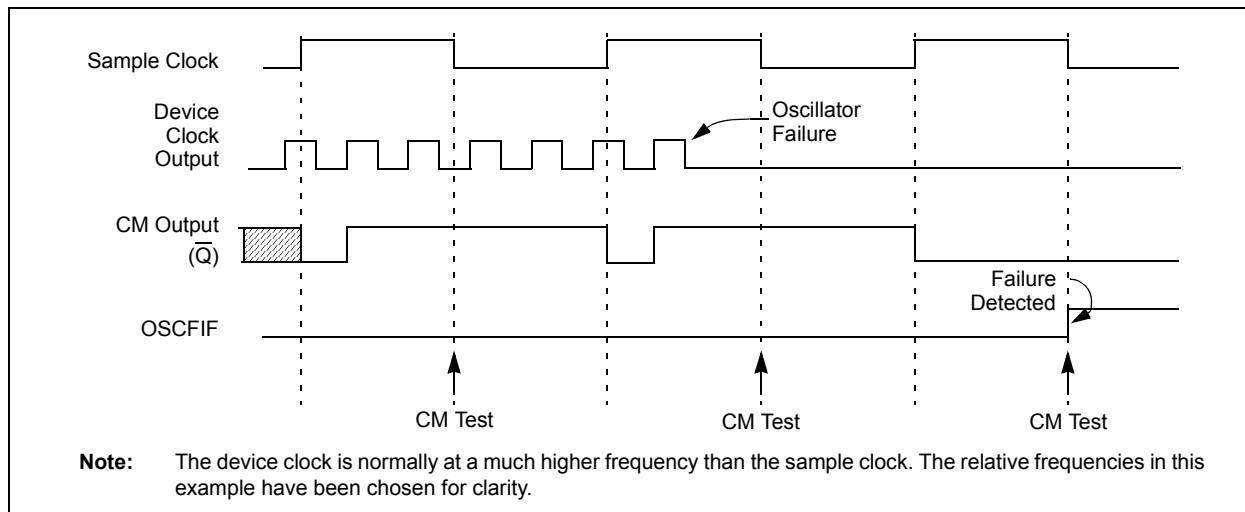 Sample Clock
Device
Clock
Output
Oscillator
Failure
CM Output
(Q̅)
Failure
Detected
OSCFIF
CM Test
CM Test
CM Test
Note: The device clock is normally at a much higher frequency than the sample clock. The relative frequencies in this
example have been chosen for clarity.